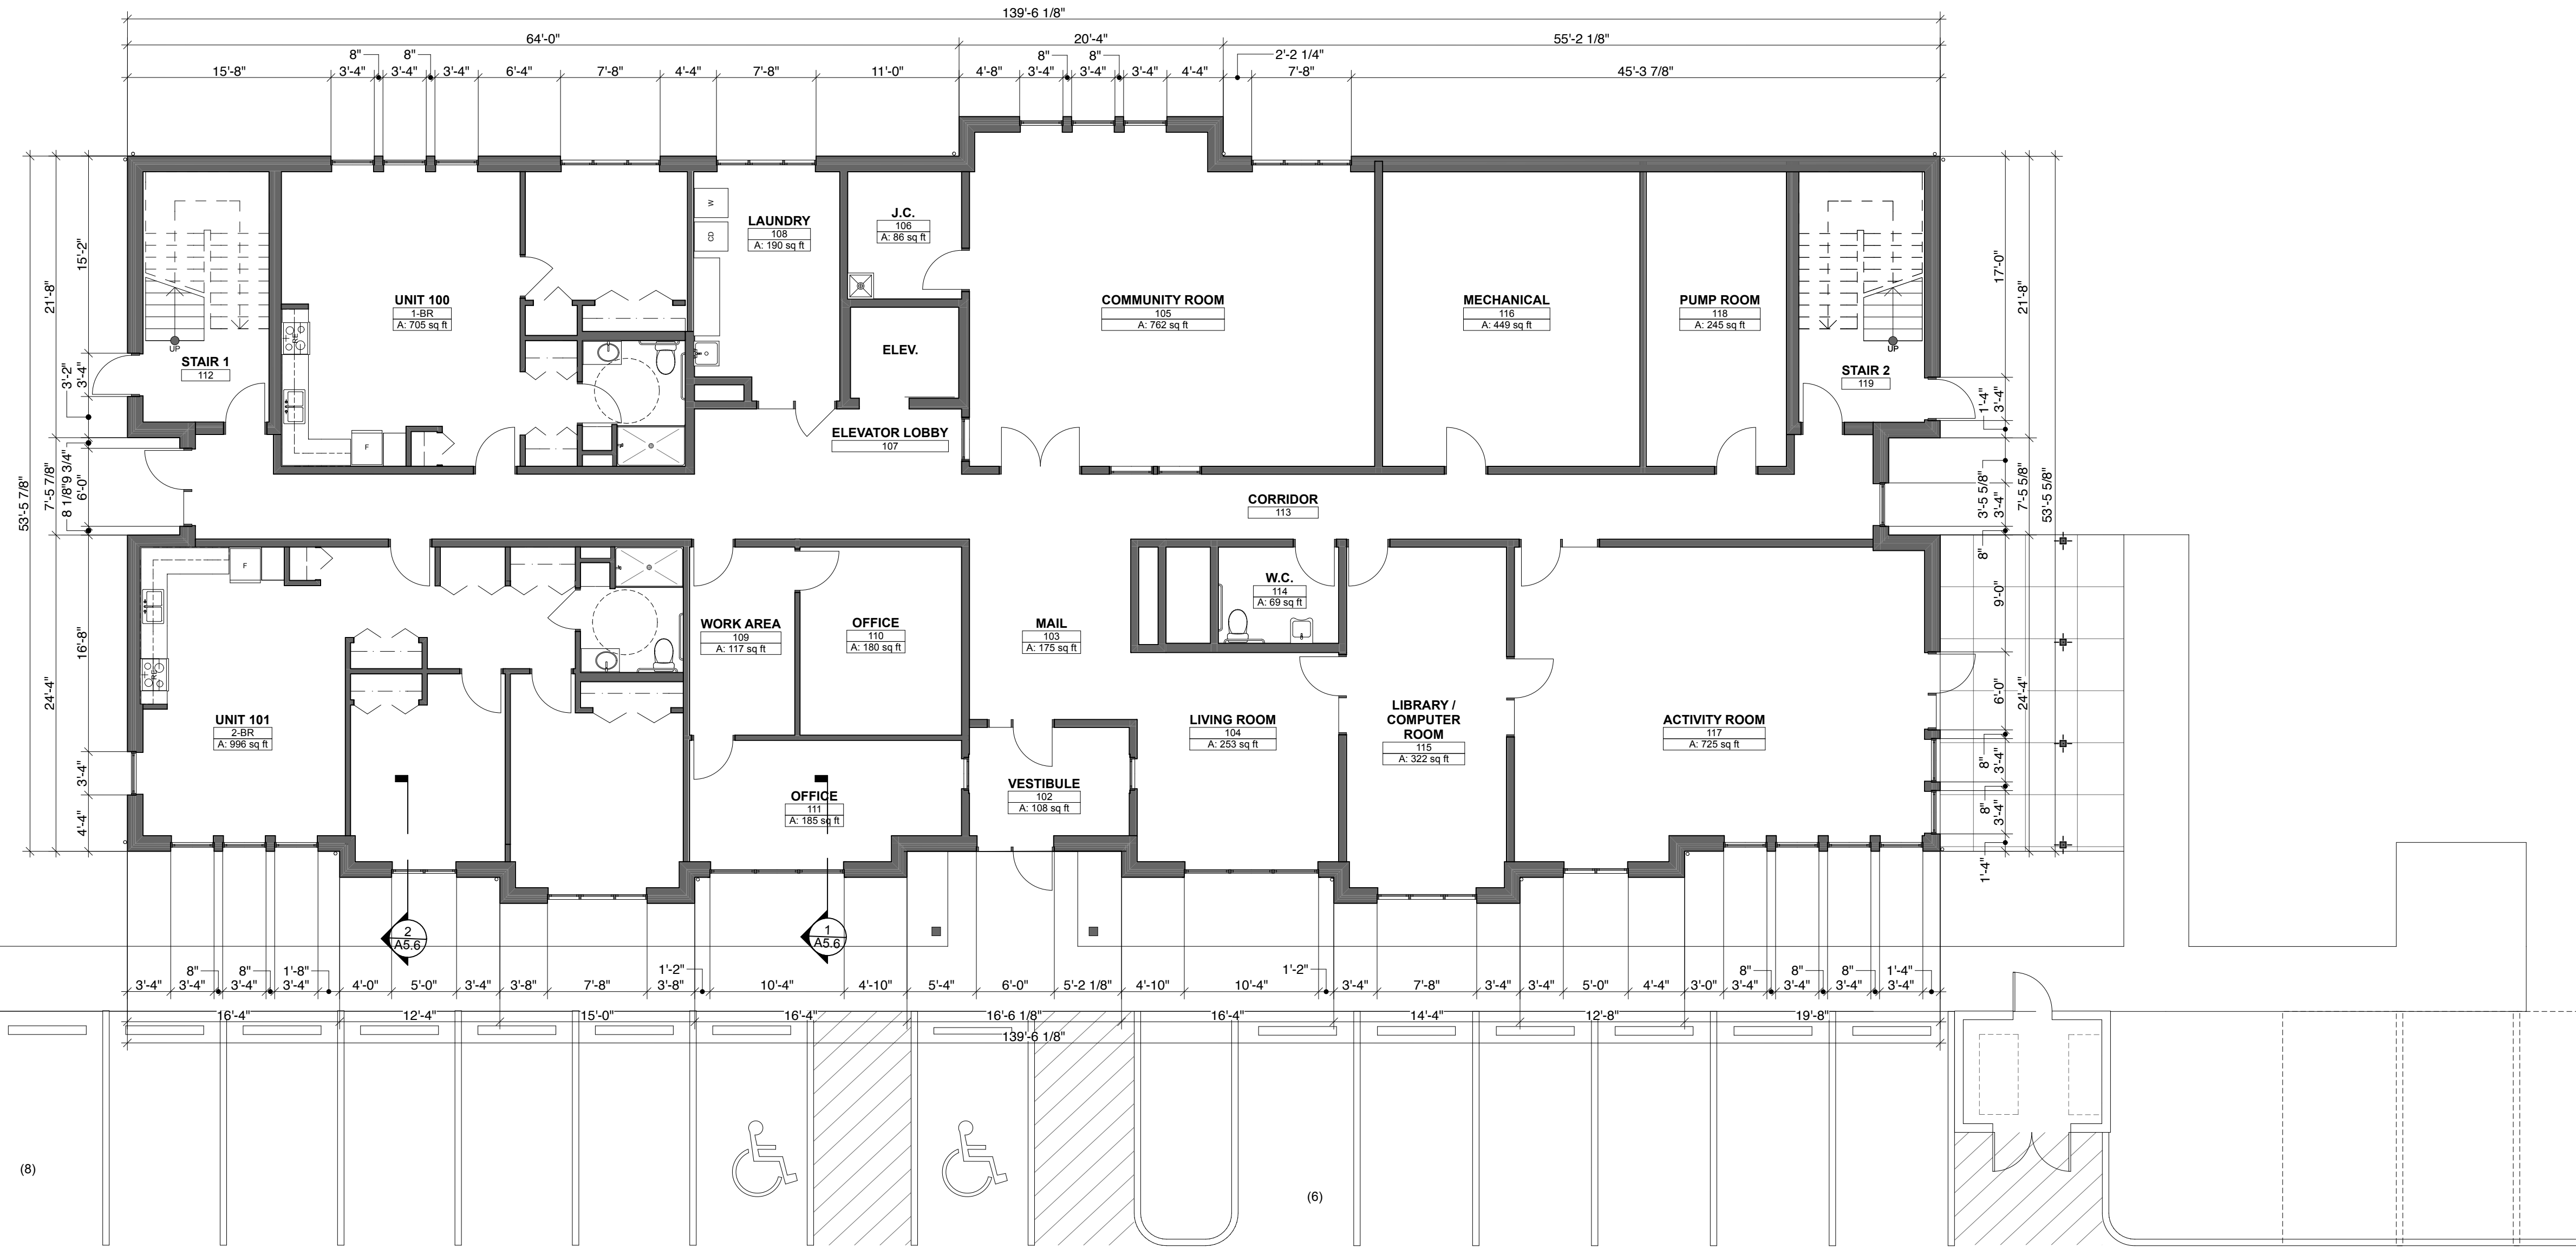 139'-6 1/8"
64'-0" 20'-4" 55'-2 1/8"
8" 8" 8" 8" 2'-2 1/4"
15'-8" 3'-4" 3'-4" 3'-4" 6'-4" 7'-8" 4'-4" 7'-8" 11'-0" 4'-8" 3'-4" 3'-4" 3'-4" 4'-4" 7'-8" 45'-3 7/8"
53'-5 7/8"
21'-8"
7'-5 7/8"
24'-4"
15'-2"
3'-2"
3'-4"
8 1/8"
9 3/4"
6'-0"
16'-8"
3'-4"
4'-4"
UP
STAIR 1
112
UNIT 100
1-BR
A: 705 sq ft
F
W
CD
LAUNDRY
108
A: 190 sq ft
J.C.
106
A: 86 sq ft
ELEV.
ELEVATOR LOBBY
107
COMMUNITY ROOM
105
A: 762 sq ft
MECHANICAL
116
A: 449 sq ft
PUMP ROOM
118
A: 245 sq ft
UP
STAIR 2
119
CORRIDOR
113
F
UNIT 101
2-BR
A: 996 sq ft
WORK AREA
109
A: 117 sq ft
OFFICE
110
A: 180 sq ft
OFFICE
111
A: 185 sq ft
MAIL
103
A: 175 sq ft
VESTIBULE
102
A: 108 sq ft
W.C.
114
A: 69 sq ft
LIVING ROOM
104
A: 253 sq ft
LIBRARY /
COMPUTER
ROOM
115
A: 322 sq ft
ACTIVITY ROOM
117
A: 725 sq ft
17'-0"
1'-4"
3'-4"
3'-5 5/8"
3'-4"
8"
9'-0"
6'-0"
8"
3'-4"
8"
3'-4"
1'-4"
21'-8"
7'-5 5/8"
24'-4"
53'-5 5/8"
2
A5.6
1
A5.6
8" 8" 1'-8" 1'-2" 1'-2" 8" 8" 8" 1'-4"
3'-4" 3'-4" 3'-4" 3'-4" 4'-0" 5'-0" 3'-4" 3'-8" 7'-8" 3'-8" 10'-4" 4'-10" 5'-4" 6'-0" 5'-2 1/8" 4'-10" 10'-4" 3'-4" 7'-8" 3'-4" 3'-4" 5'-0" 4'-4" 3'-0" 3'-4" 3'-4" 3'-4" 3'-4"
16'-4" 12'-4" 15'-0" 16'-4" 16'-6 1/8" 16'-4" 14'-4" 12'-8" 19'-8"
139'-6 1/8"
(8)
(6)